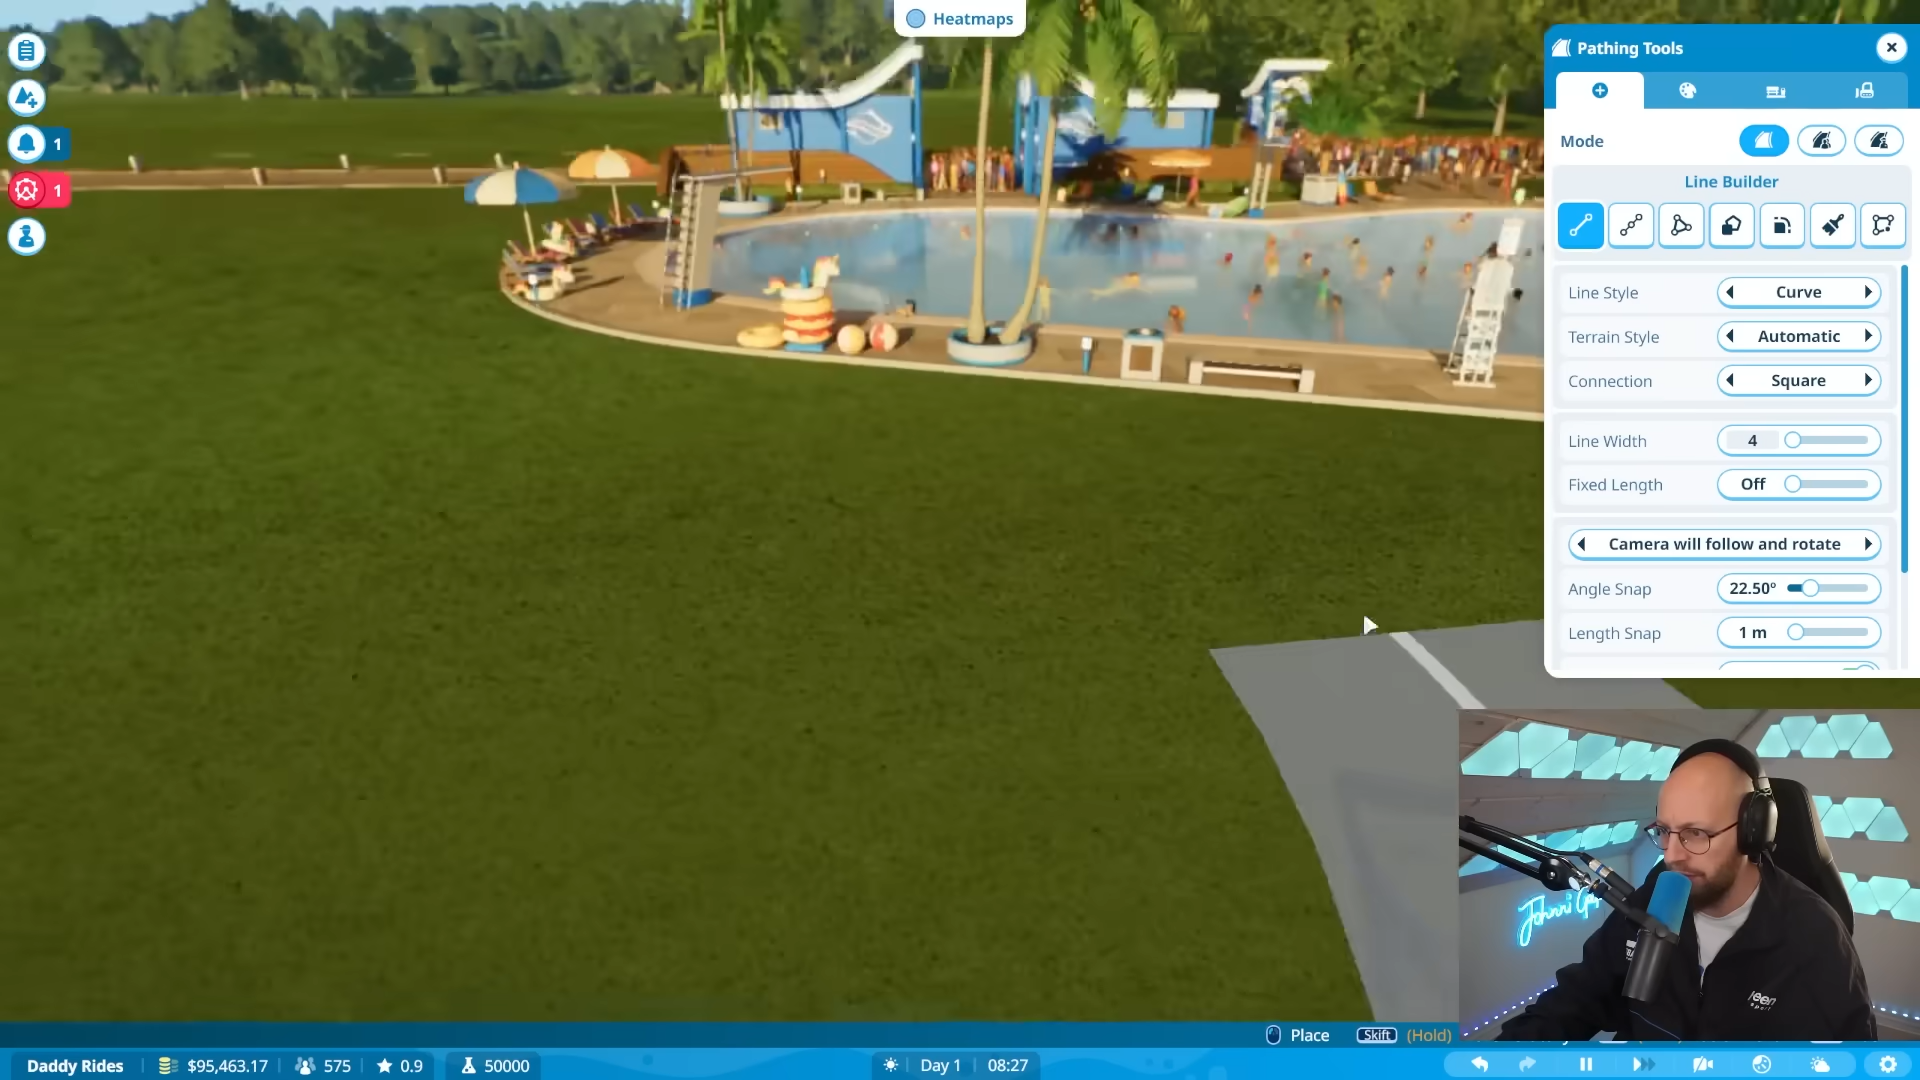 Heatmaps
Pathing Tools
1
1
Mode
Line Builder
Line Style
Curve
Terrain Style
Automatic
Connection
Square
Line Width
4
Fixed Length
Off
Camera will follow and rotate
Angle Snap
22.50°
Length Snap
1 m
Place
Skift
(Hold)
Daddy Rides
$95,463.17
575
0.9
50000
Day 1
08:27